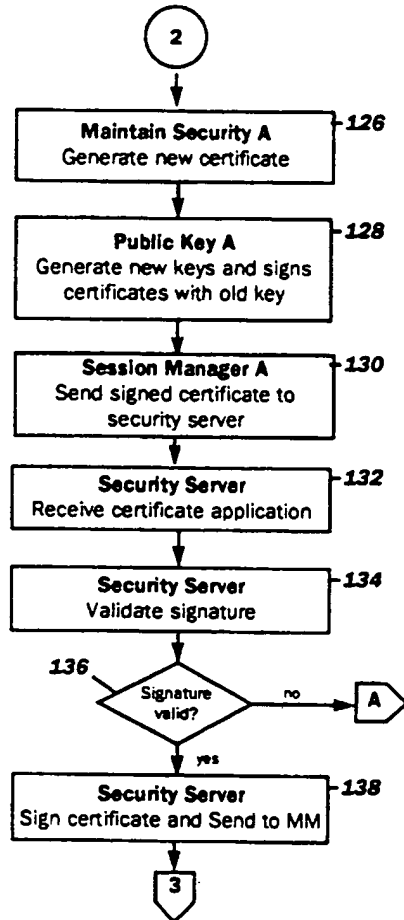 2
Maintain Security A
126
Generate new certificate
Public Key A
128
Generate new keys and signs
certificates with old key
Session Manager A
130
Send signed certificate to
security server
Security Server
132
Receive certificate application
Security Server
134
Validate signature
136
Signature
valid?
no
A
yes
Security Server
138
Sign certificate and Send to MM
3